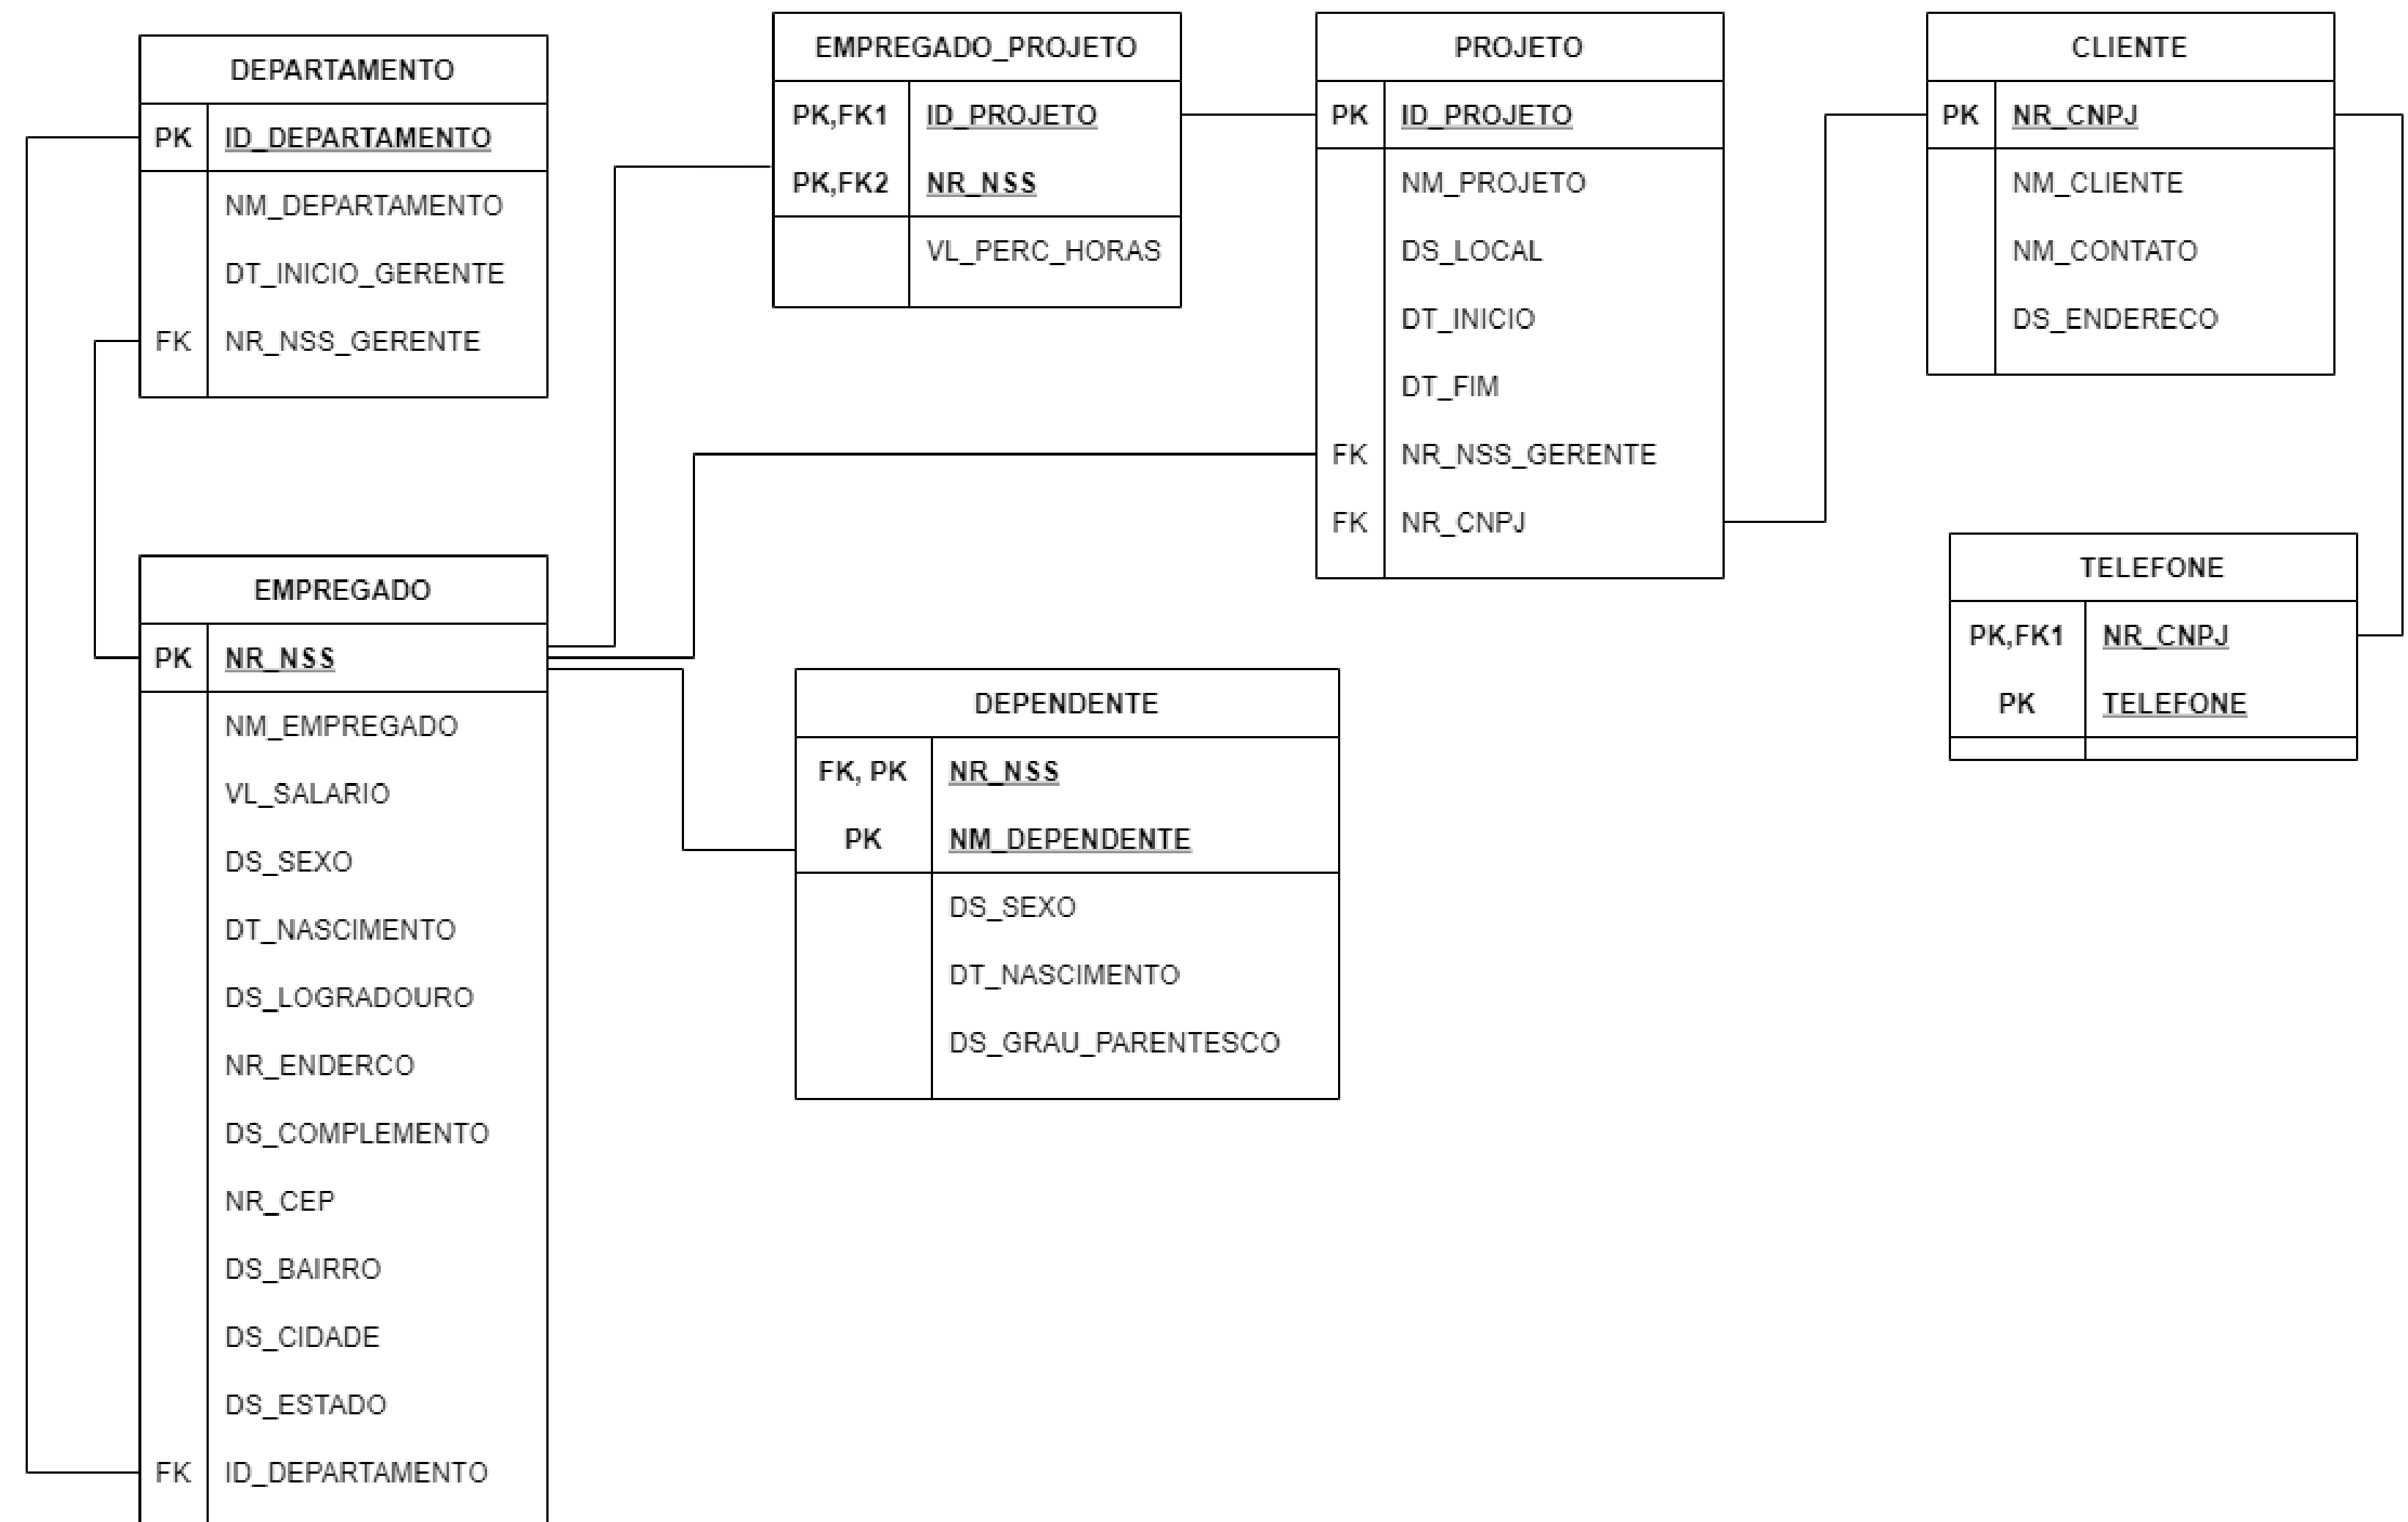 DEPARTAMENTO
PK ID_DEPARTAMENTO
NM_DEPARTAMENTO
DT_INICIO_GERENTE
FK NR_NSS_GERENTE
EMPREGADO_PROJETO
PK,FK1 ID_PROJETO
PK,FK2 NR_NSS
VL_PERC_HORAS
PROJETO
PK ID_PROJETO
NM_PROJETO
DS_LOCAL
DT_INICIO
DT_FIM
FK NR_NSS_GERENTE
FK NR_CNPJ
CLIENTE
PK NR_CNPJ
NM_CLIENTE
NM_CONTATO
DS_ENDERECO
TELEFONE
PK,FK1 NR_CNPJ
PK TELEFONE
EMPREGADO
PK NR_NSS
NM_EMPREGADO
VL_SALARIO
DS_SEXO
DT_NASCIMENTO
DS_LOGRADOURO
NR_ENDERCO
DS_COMPLEMENTO
NR_CEP
DS_BAIRRO
DS_CIDADE
DS_ESTADO
FK ID_DEPARTAMENTO
DEPENDENTE
FK, PK NR_NSS
PK NM_DEPENDENTE
DS_SEXO
DT_NASCIMENTO
DS_GRAU_PARENTESCO